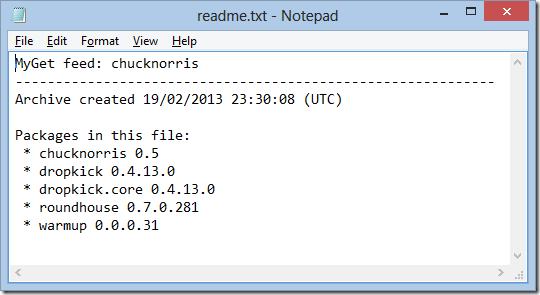 readme.txt - Notepad
File Edit Format View Help
MyGet feed: chucknorris
------------------------------------------------------------
Archive created 19/02/2013 23:30:08 (UTC)
Packages in this file:
* chucknorris 0.5
* dropkick 0.4.13.0
* dropkick.core 0.4.13.0
* roundhouse 0.7.0.281
* warmup 0.0.0.31